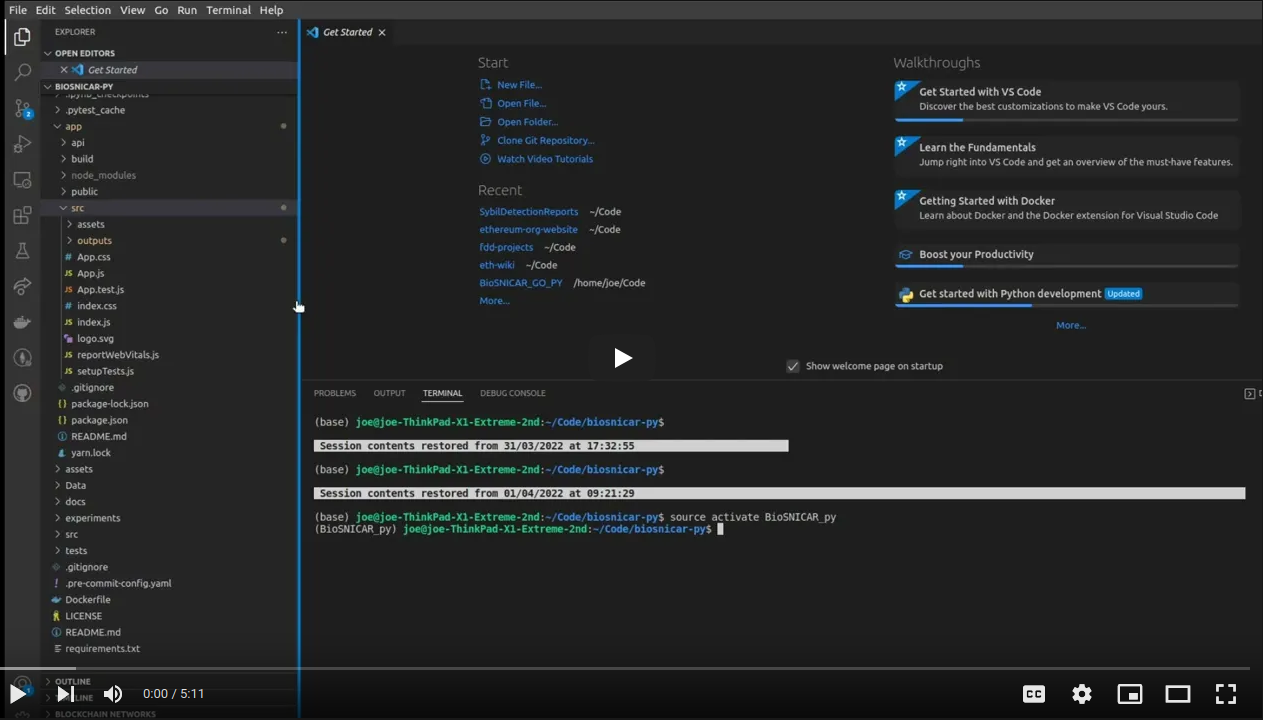 File Edit Selection View Go Run Terminal Help
EXPLORER ...
OPEN EDITORS
Get Started
BIOSNICAR-PY
.ipynb_checkpoints
.pytest_cache
app
api
build
node_modules
public
src
assets
outputs
# App.css
JS App.js
JS App.test.js
# index.css
JS index.js
logo.svg
JS reportWebVitals.js
JS setupTests.js
.gitignore
{} package-lock.json
{} package.json
README.md
yarn.lock
assets
Data
docs
experiments
src
tests
.gitignore
! .pre-commit-config.yaml
Dockerfile
LICENSE
README.md
requirements.txt
OUTLINE
TIMELINE
BLOCKCHAIN NETWORKS
2
1
Get Started
Start
New File...
Open File...
Open Folder...
Clone Git Repository...
Watch Video Tutorials
Recent
SybilDetectionReports ~/Code
ethereum-org-website ~/Code
fdd-projects ~/Code
eth-wiki ~/Code
BioSNICAR_GO_PY /home/joe/Code
More...
Walkthroughs
Get Started with VS Code
Discover the best customizations to make VS Code yours.
Learn the Fundamentals
Jump right into VS Code and get an overview of the must-have features.
Getting Started with Docker
Learn about Docker and the Docker extension for Visual Studio Code
Boost your Productivity
Get started with Python development Updated
More...
Show welcome page on startup
PROBLEMS OUTPUT TERMINAL DEBUG CONSOLE
(base) joe@joe-ThinkPad-X1-Extreme-2nd:~/Code/biosnicar-py$
Session contents restored from 31/03/2022 at 17:32:55
(base) joe@joe-ThinkPad-X1-Extreme-2nd:~/Code/biosnicar-py$
Session contents restored from 01/04/2022 at 09:21:29
(base) joe@joe-ThinkPad-X1-Extreme-2nd:~/Code/biosnicar-py$ source activate BioSNICAR_py
(BioSNICAR_py) joe@joe-ThinkPad-X1-Extreme-2nd:~/Code/biosnicar-py$
0:00 / 5:11
CC